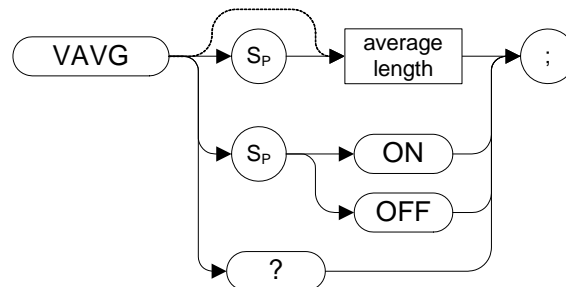 VAVG
SP
average
length
;
SP
ON
OFF
?